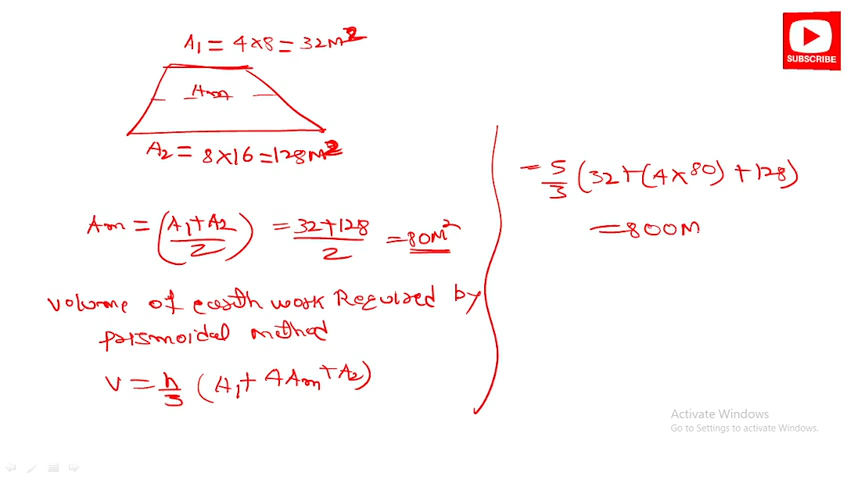 A1 = 4×8 = 32M²
Am
A2 = 8×16 = 128M²
Am = (A1+A2/2) = 32+128/2 = 80M²
volume of earth work Required by
prismoidal method
V = h/3 (A1 + 4Am + A2)
= 5/3 (32+(4×80)+128)
= 800M
SUBSCRIBE
Activate Windows
Go to Settings to activate Windows.